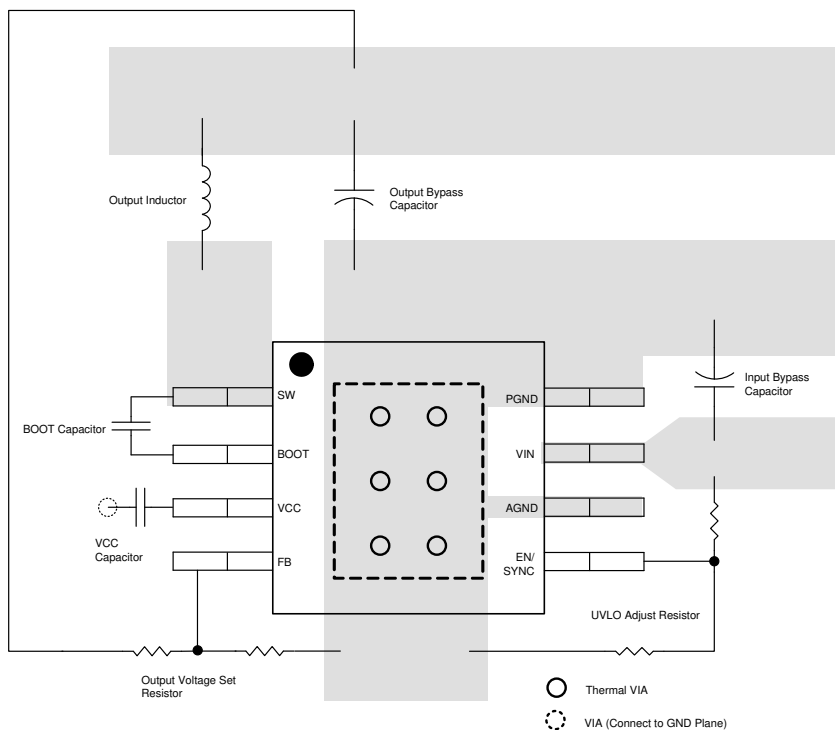 Output Inductor
Output Bypass
Capacitor
Input Bypass
Capacitor
BOOT Capacitor
SW
PGND
BOOT
VIN
VCC
AGND
VCC
Capacitor
FB
EN/
SYNC
UVLO Adjust Resistor
Output Voltage Set
Resistor
Thermal VIA
VIA (Connect to GND Plane)